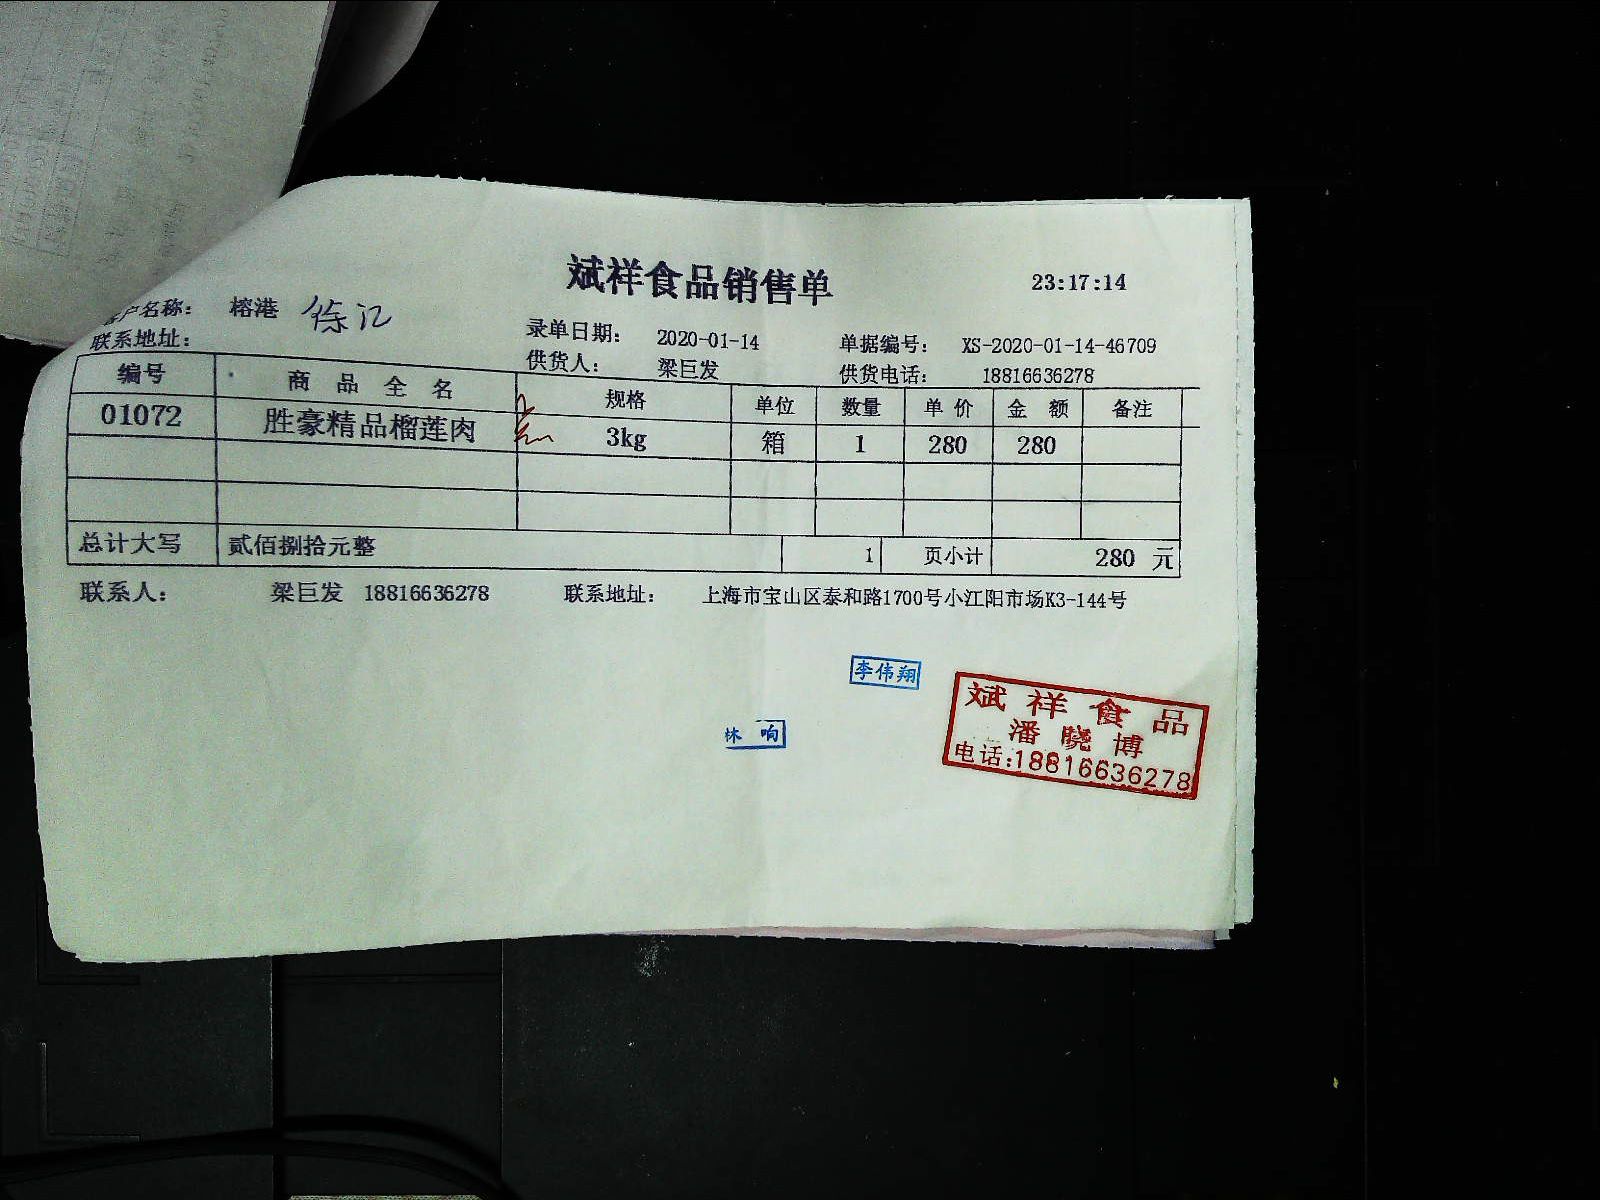 斌祥食品销售单
23:17:14
客户名称： 榕港 徐汇
录单日期： 2020-01-14 单据编号： XS-2020-01-14-46709
联系地址： 供货人： 梁巨发 供货电话： 18816636278
编号 商品全名 规格 单位 数量 单价 金额 备注
01072 胜豪精品榴莲肉 3kg 箱 1 280 280
总计大写 贰佰捌拾元整 1 页小计 280 元
联系人： 梁巨发 18816636278 联系地址： 上海市宝山区泰和路1700号小江阳市场K3-144号
李伟翔
林响
斌祥食品
潘晓博
电话:18816636278